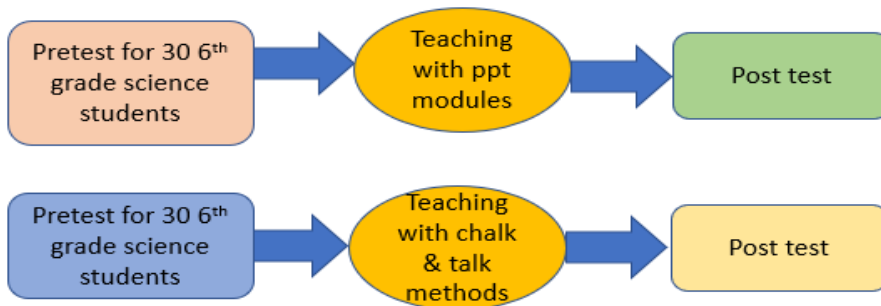 Pretest for 30 6ᵗʰ
grade science
students
Teaching
with ppt
modules
Post test
Pretest for 30 6ᵗʰ
grade science
students
Teaching
with chalk
& talk
methods
Post test